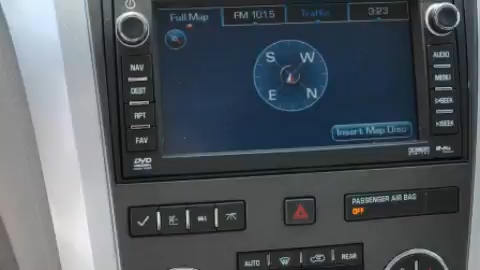 Full Map FM 101.5 Traffic 3:23
S W
E N
Insert Map Disc
NAV
DEST
RPT
FAV
AUDIO
MENU
SEEK
SEEK
DVD
PASSENGER AIR BAG
OFF
AUTO REAR